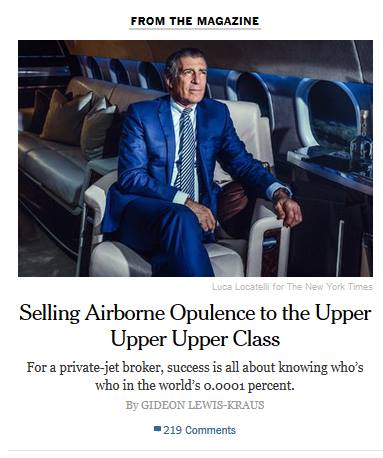 FROM THE MAGAZINE
Luca Locatelli for The New York Times
Selling Airborne Opulence to the Upper
Upper Upper Class
For a private-jet broker, success is all about knowing who's
who in the world's 0.0001 percent.
By GIDEON LEWIS-KRAUS
219 Comments